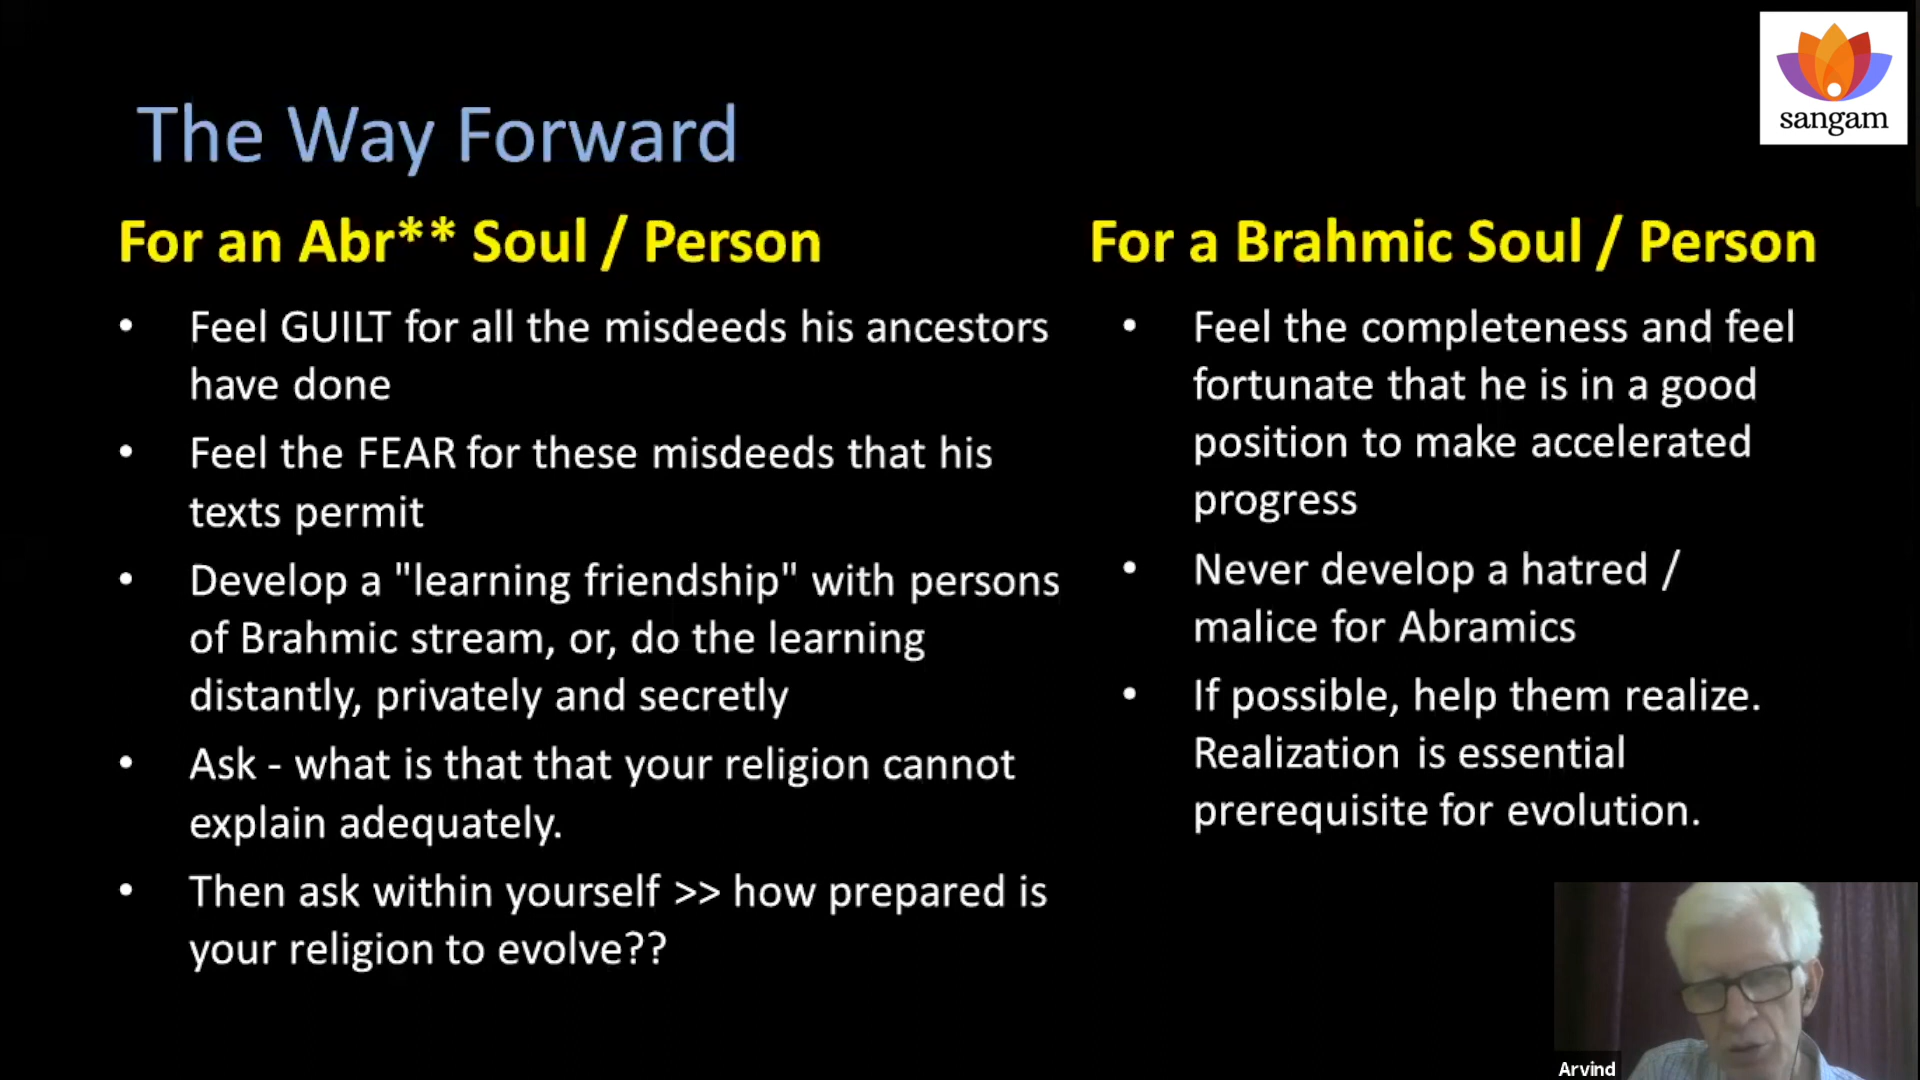 sangam
The Way Forward
For an Abr** Soul / Person
• Feel GUILT for all the misdeeds his ancestors
have done
• Feel the FEAR for these misdeeds that his
texts permit
• Develop a "learning friendship" with persons
of Brahmic stream, or, do the learning
distantly, privately and secretly
• Ask - what is that that your religion cannot
explain adequately.
• Then ask within yourself >> how prepared is
your religion to evolve??
For a Brahmic Soul / Person
• Feel the completeness and feel
fortunate that he is in a good
position to make accelerated
progress
• Never develop a hatred /
malice for Abramics
• If possible, help them realize.
Realization is essential
prerequisite for evolution.
Arvind